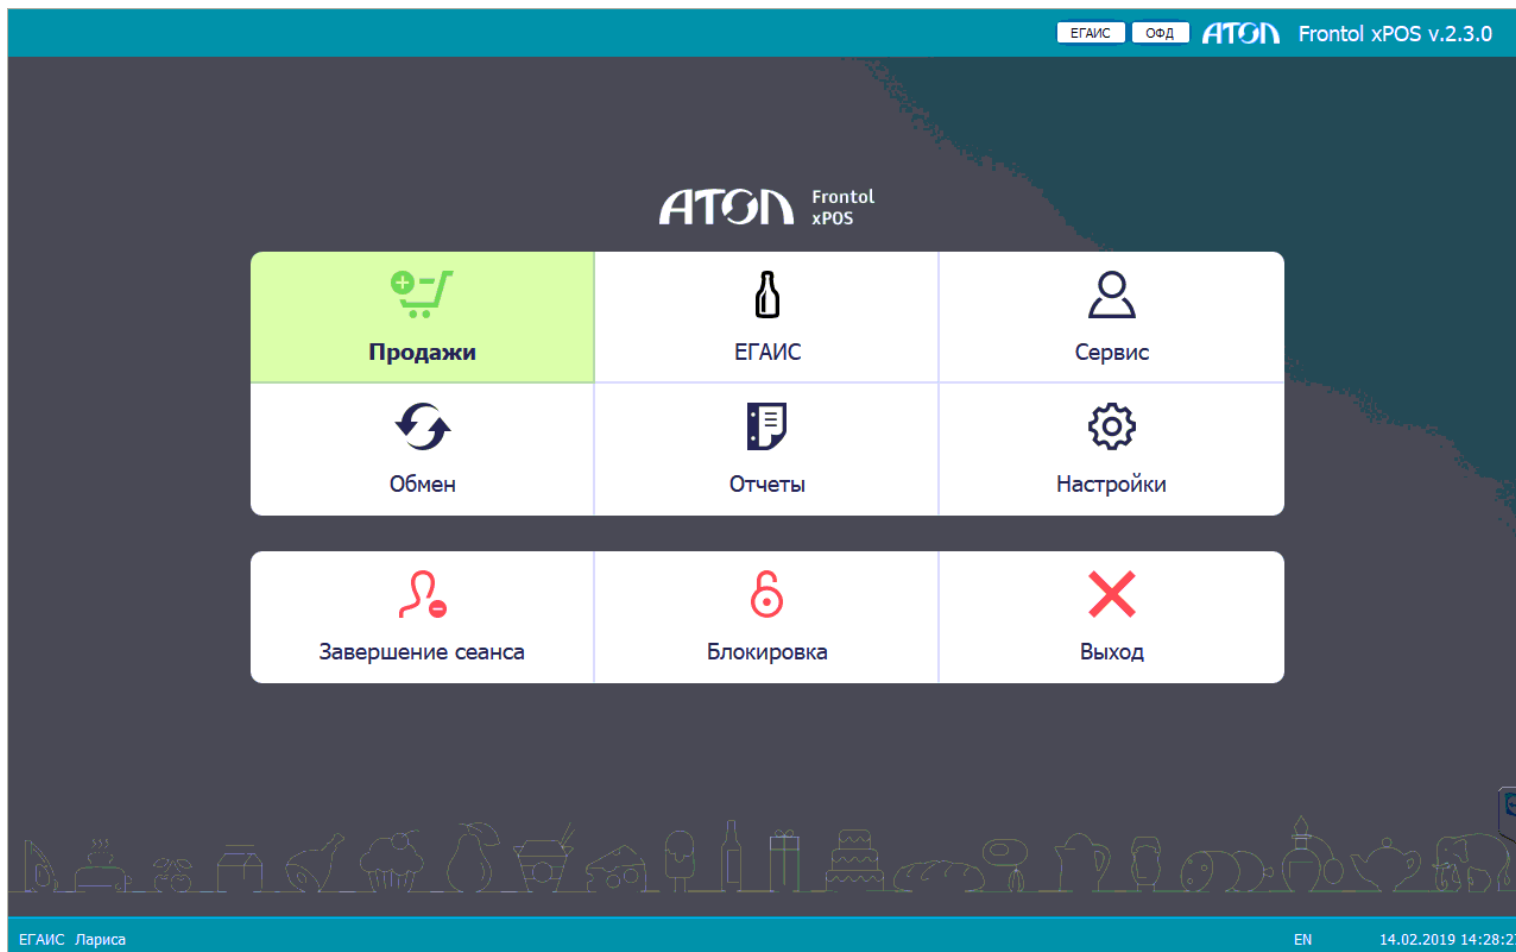 ЕГАИС ОФД АТОЛ Frontol xPOS v.2.3.0
АТОЛ Frontol
xPOS
Продажи ЕГАИС Сервис
Обмен Отчеты Настройки
Завершение сеанса Блокировка Выход
ЕГАИС Лариса EN 14.02.2019 14:28:27